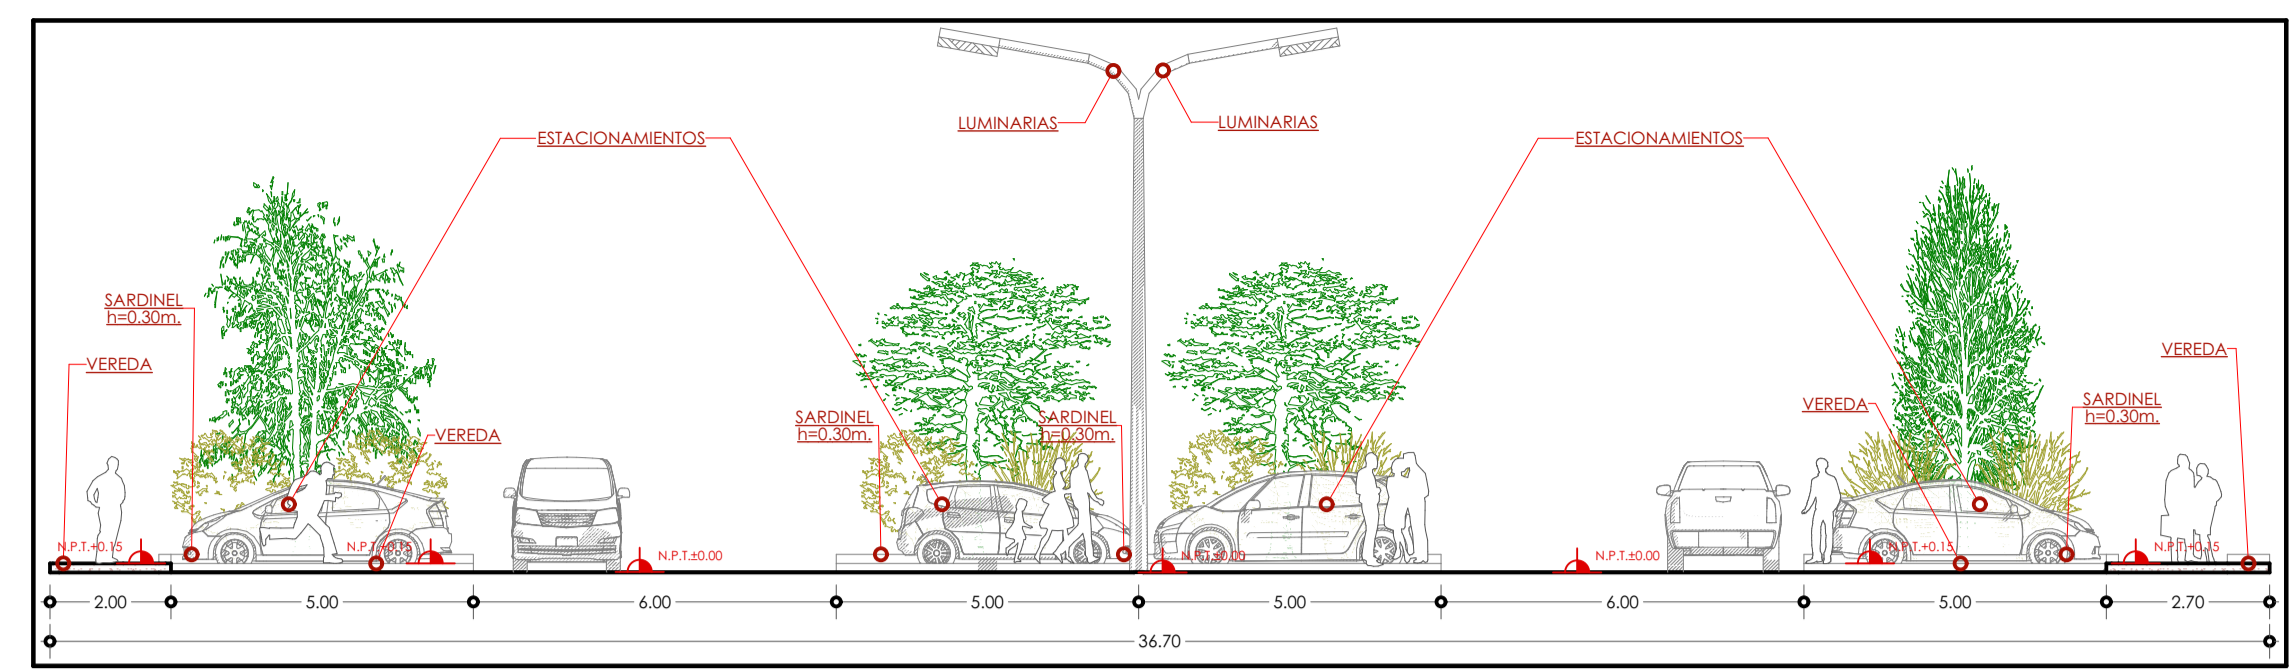 LUMINARIAS
LUMINARIAS
ESTACIONAMIENTOS
ESTACIONAMIENTOS
SARDINEL
h=0.30m.
VEREDA
VEREDA
SARDINEL
h=0.30m.
SARDINEL
h=0.30m.
VEREDA
VEREDA
SARDINEL
h=0.30m.
N.P.T.+0.15
N.P.T.+0.15
N.P.T.±0.00
N.P.T.±0.00
N.P.T.±0.00
N.P.T.+0.15
N.P.T.+0.15
2.00 5.00 6.00 5.00 5.00 6.00 5.00 2.70
36.70